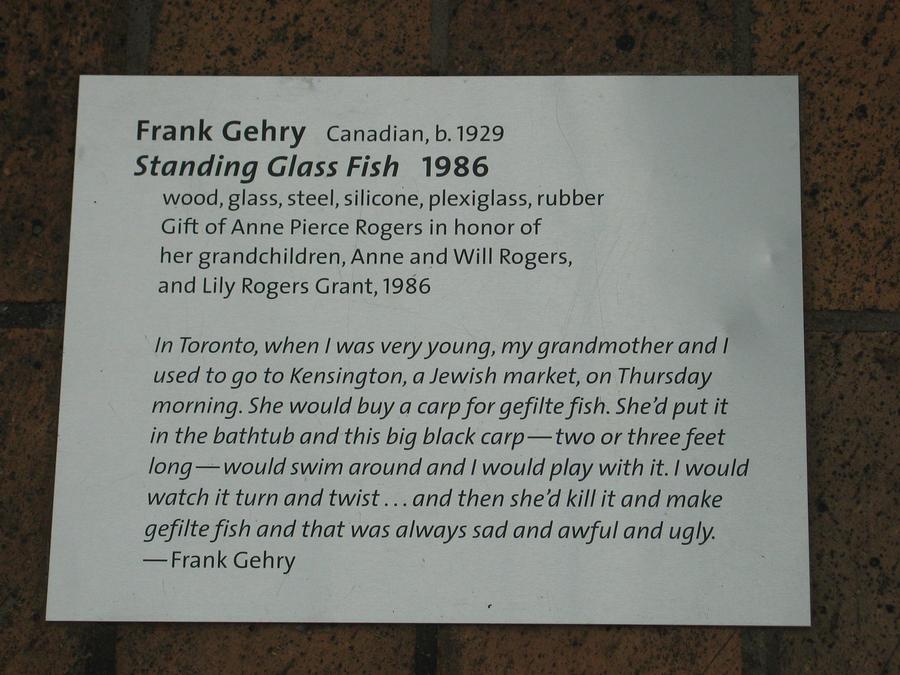 Frank Gehry Canadian, b. 1929
Standing Glass Fish 1986
wood, glass, steel, silicone, plexiglass, rubber
Gift of Anne Pierce Rogers in honor of
her grandchildren, Anne and Will Rogers,
and Lily Rogers Grant, 1986
In Toronto, when I was very young, my grandmother and I
used to go to Kensington, a Jewish market, on Thursday
morning. She would buy a carp for gefilte fish. She'd put it
in the bathtub and this big black carp—two or three feet
long—would swim around and I would play with it. I would
watch it turn and twist . . . and then she'd kill it and make
gefilte fish and that was always sad and awful and ugly.
—Frank Gehry